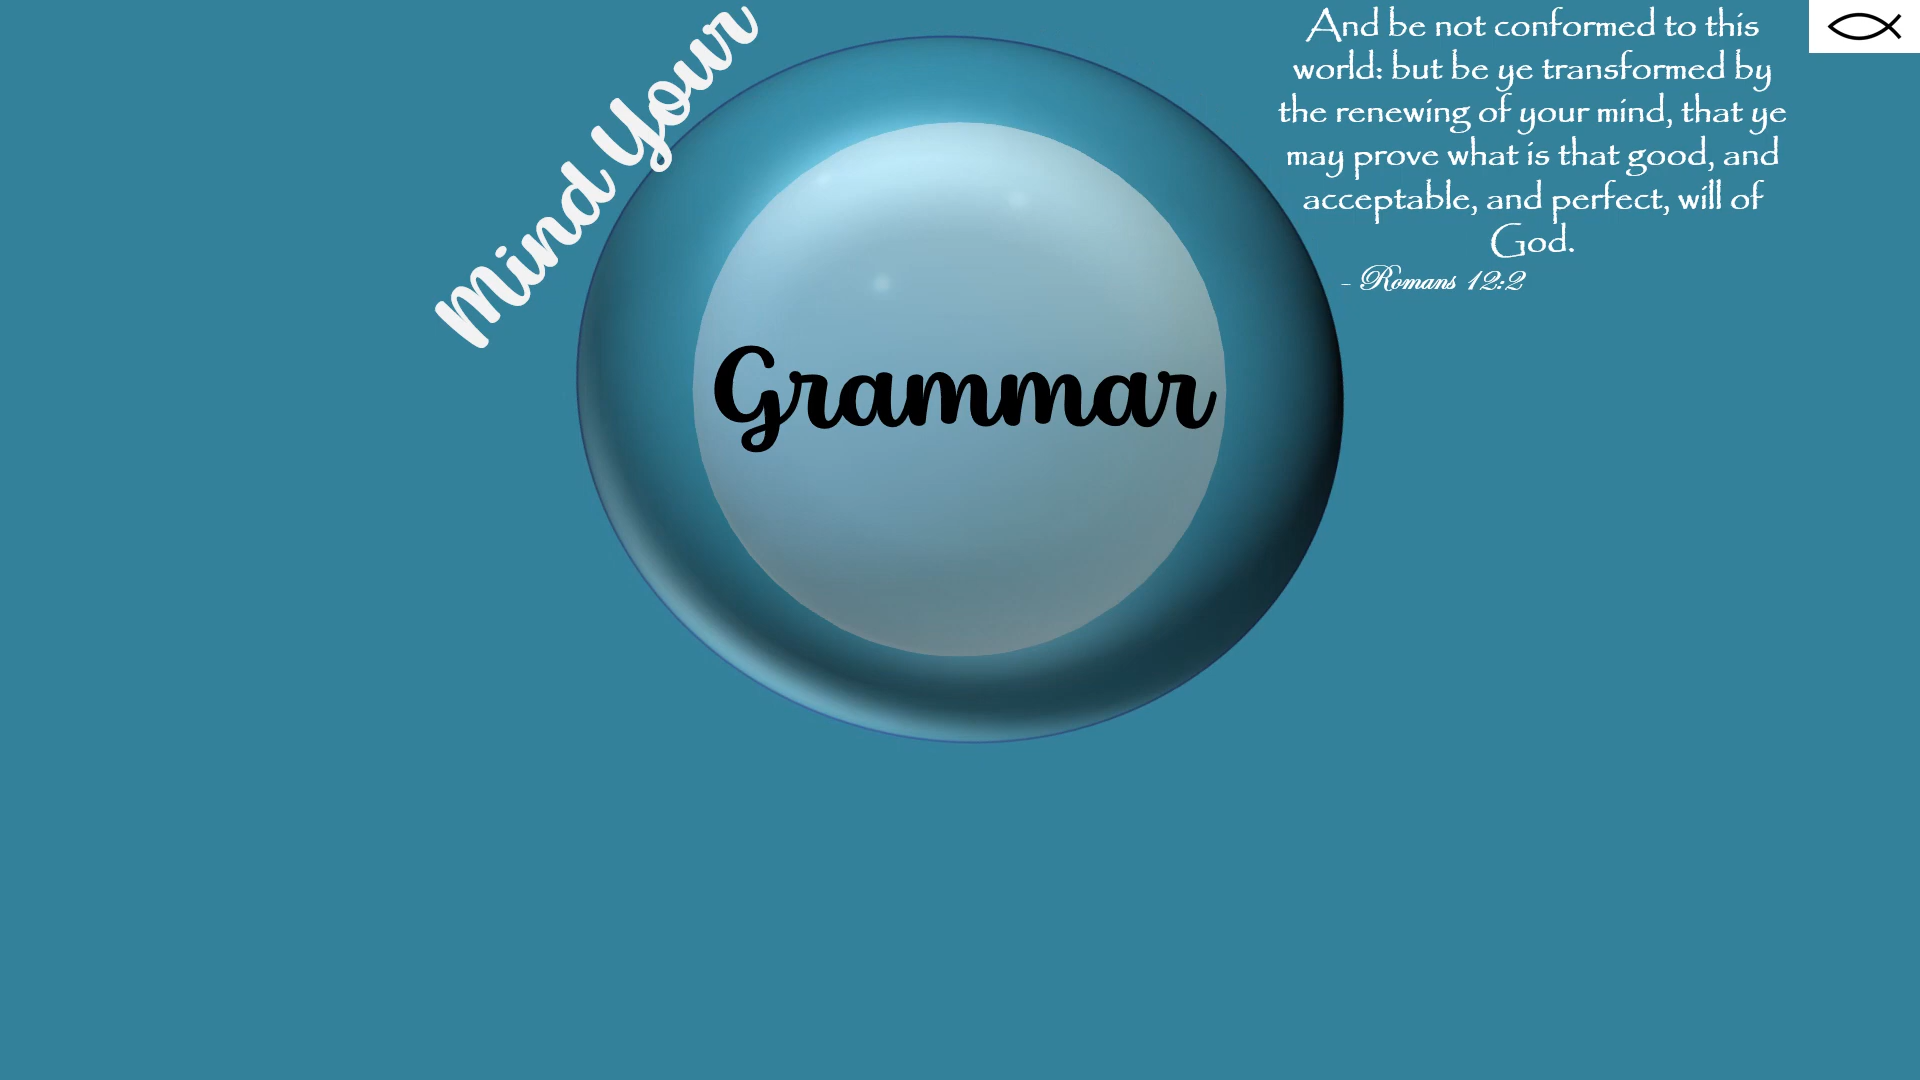 Mind Your
Grammar
And be not conformed to this
world: but be ye transformed by
the renewing of your mind, that ye
may prove what is that good, and
acceptable, and perfect, will of
God.
- Romans 12:2